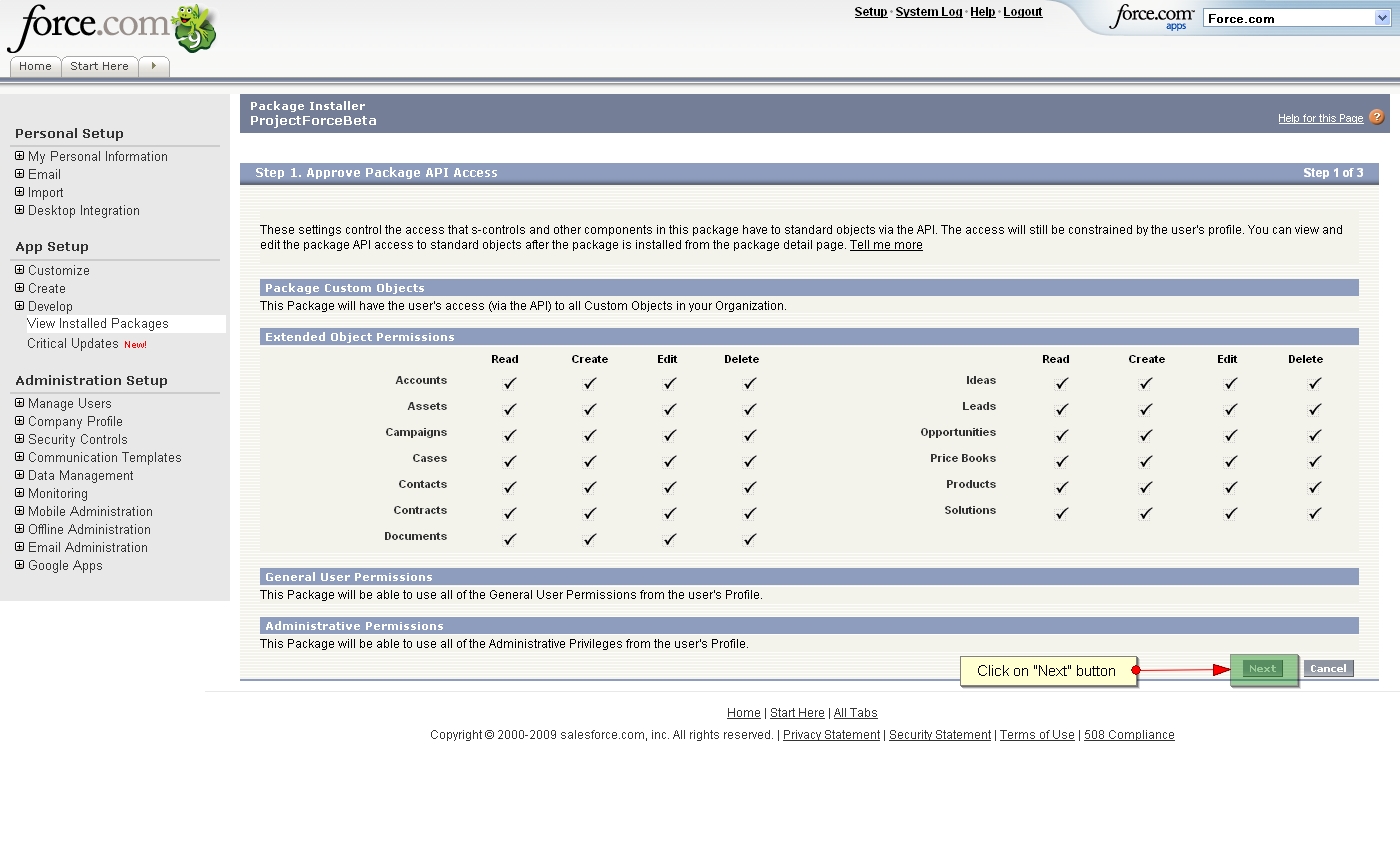 force.com 9
Setup · System Log · Help · Logout
force.com apps
Force.com
Home
Start Here
Personal Setup
My Personal Information
Email
Import
Desktop Integration
App Setup
Customize
Create
Develop
View Installed Packages
Critical Updates New!
Administration Setup
Manage Users
Company Profile
Security Controls
Communication Templates
Data Management
Monitoring
Mobile Administration
Offline Administration
Email Administration
Google Apps
Package Installer
ProjectForceBeta
Help for this Page ?
Step 1. Approve Package API Access
Step 1 of 3
These settings control the access that s-controls and other components in this package have to standard objects via the API. The access will still be constrained by the user's profile. You can view and
edit the package API access to standard objects after the package is installed from the package detail page. Tell me more
Package Custom Objects
This Package will have the user's access (via the API) to all Custom Objects in your Organization.
Extended Object Permissions
Read Create Edit Delete Read Create Edit Delete
Accounts Ideas
Assets Leads
Campaigns Opportunities
Cases Price Books
Contacts Products
Contracts Solutions
Documents
General User Permissions
This Package will be able to use all of the General User Permissions from the user's Profile.
Administrative Permissions
This Package will be able to use all of the Administrative Privileges from the user's Profile.
Click on "Next" button
Next
Cancel
Home | Start Here | All Tabs
Copyright © 2000-2009 salesforce.com, inc. All rights reserved. | Privacy Statement | Security Statement | Terms of Use | 508 Compliance